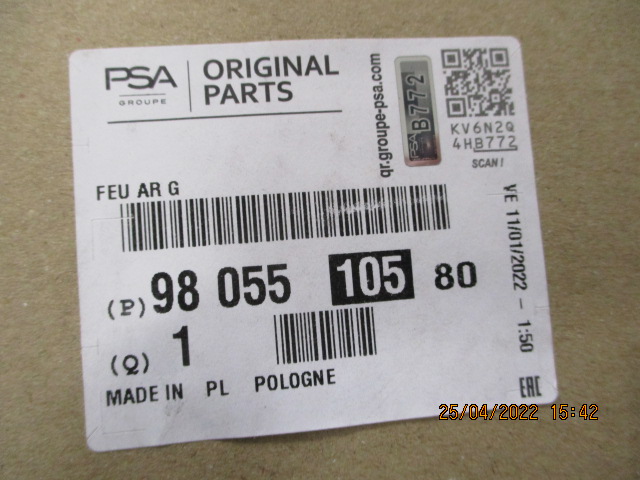 PSA
GROUPE
ORIGINAL
PARTS
qr.groupe-psa.com
PSA B772
KV6N2Q
4HB772
SCAN!
FEU AR G
VE 11/01/2022 - 1:50
(P) 98 055 105 80
(Q) 1
MADE IN PL POLOGNE
EAC
25/04/2022 15:42